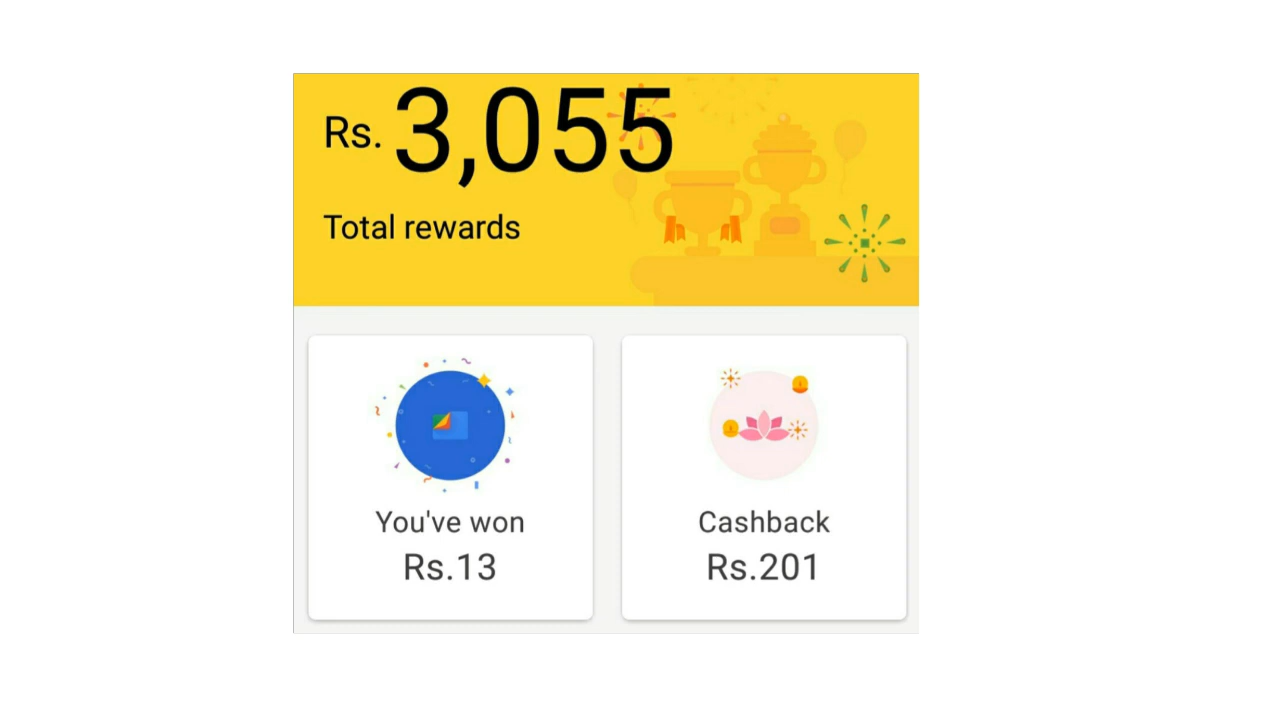 Rs. 3,055
Total rewards
You've won
Rs.13
Cashback
Rs.201